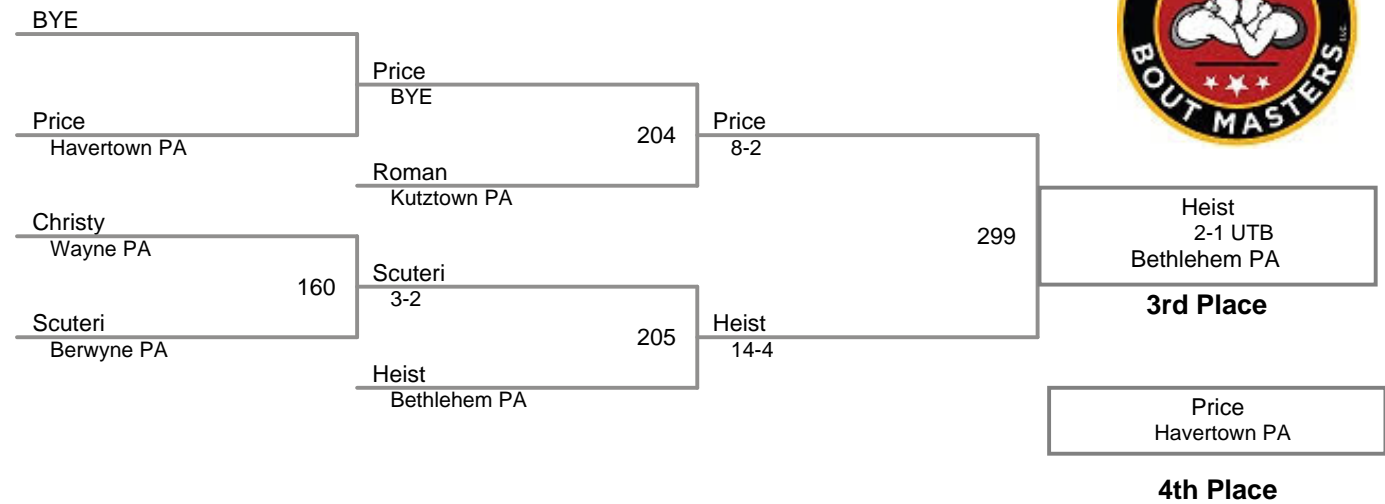 BYE
Price
Havertown PA
Christy
Wayne PA
160
Scuteri
Berwyne PA
Price
BYE
204
Roman
Kutztown PA
Scuteri
3-2
205
Heist
Bethlehem PA
Price
8-2
299
Heist
14-4
Heist
2-1 UTB
Bethlehem PA
3rd Place
Price
Havertown PA
4th Place
BOUT MASTERS